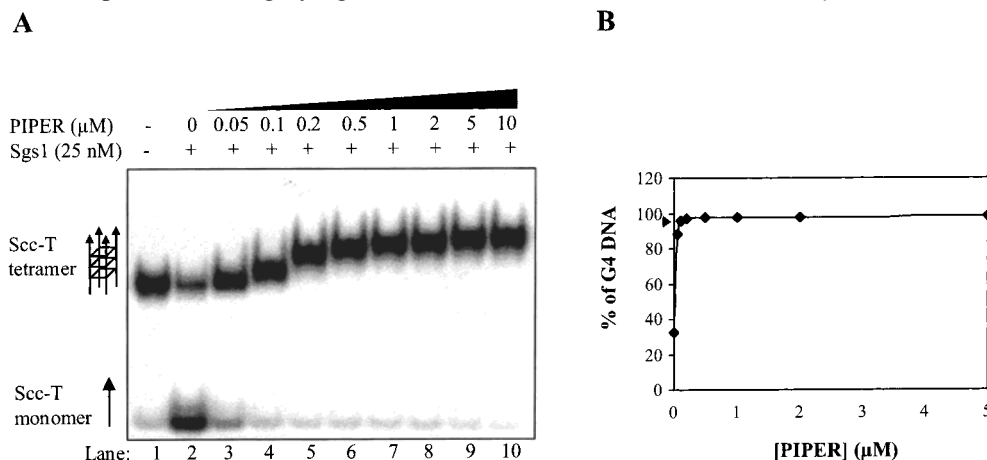 A
B
PIPER (μM) - 0 0.05 0.1 0.2 0.5 1 2 5 10
Sgs1 (25 nM) - + + + + + + + + +
Scc-T
tetramer
Scc-T
monomer
Lane: 1 2 3 4 5 6 7 8 9 10
% of G4 DNA
120
100
80
60
40
20
0
0 1 2 3 4 5
[PIPER] (μM)